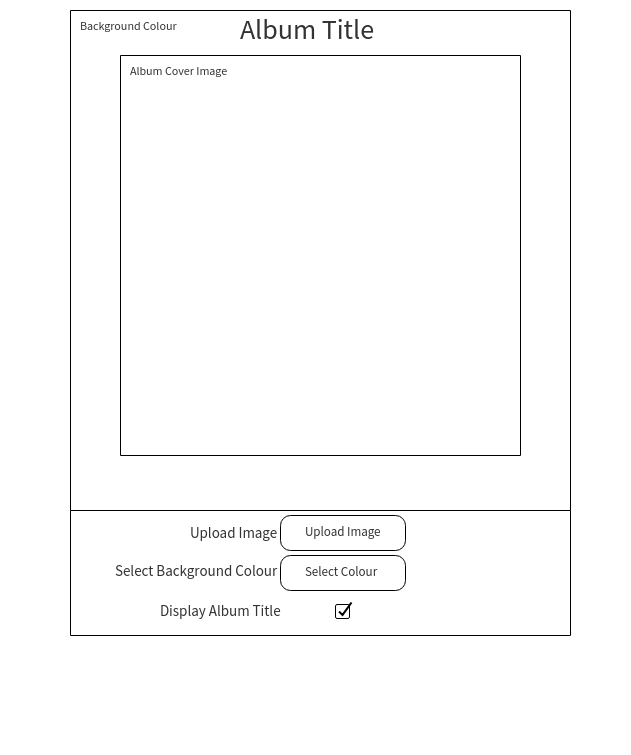 Background Colour
Album Title
Album Cover Image
Upload Image
Upload Image
Select Background Colour
Select Colour
Display Album Title